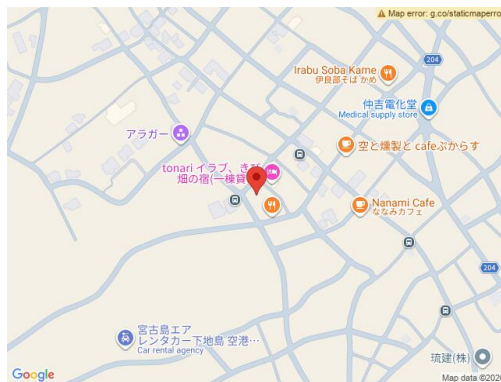 Map error: g.co/staticmaperro
204
Irabu Soba Kame
伊良部そば かめ
仲吉電化堂
Medical supply store
アラガー
空と燻製と cafeぶからす
tonari イラブ、きび
畑の宿(一棟貸
Nanami Cafe
ななみカフェ
204
宮古島エア
レンタカー下地島 空港…
Car rental agency
琉建(株)
Google
Map data ©202